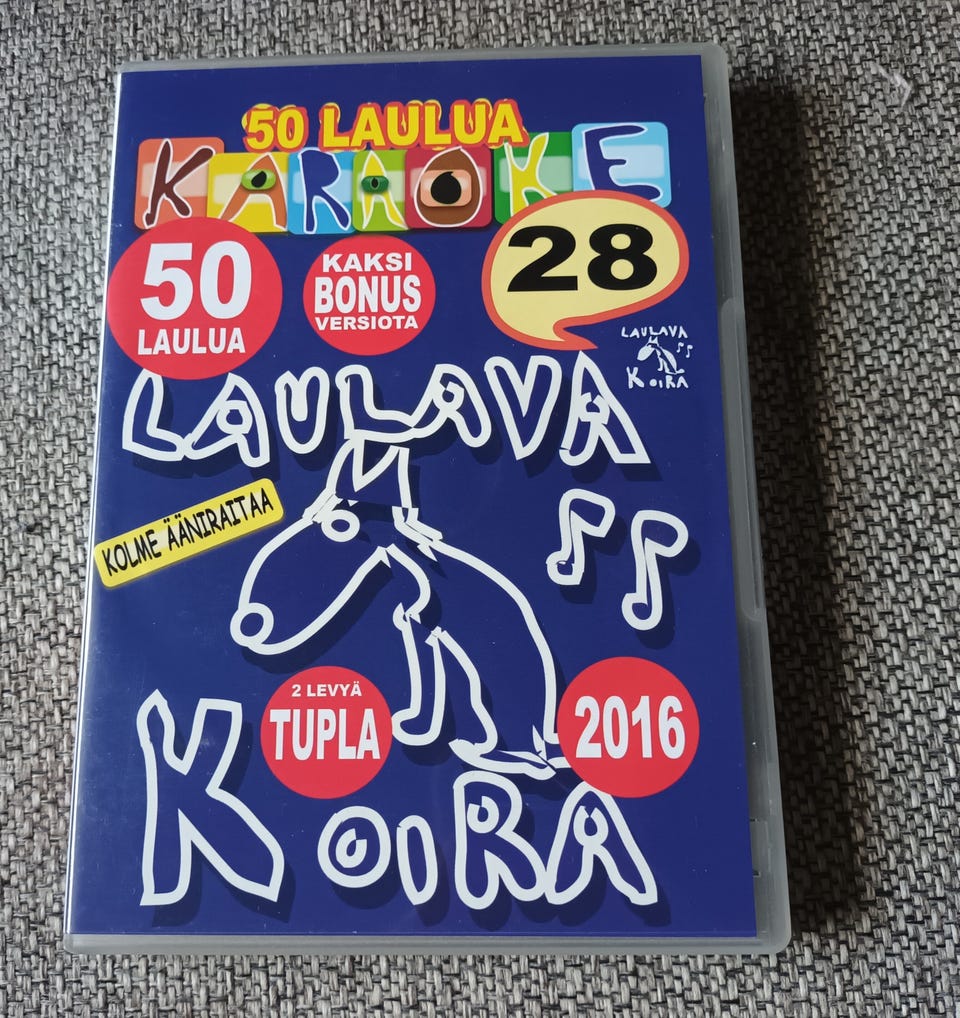 50 LAULUA
KARAOKE
50
LAULUA
KAKSI
BONUS
VERSIOTA
28
LAULAVA
KOIRA
LAULAVA
KOLME ÄÄNIRAITAA
2 LEVYÄ
TUPLA
2016
KOIRA